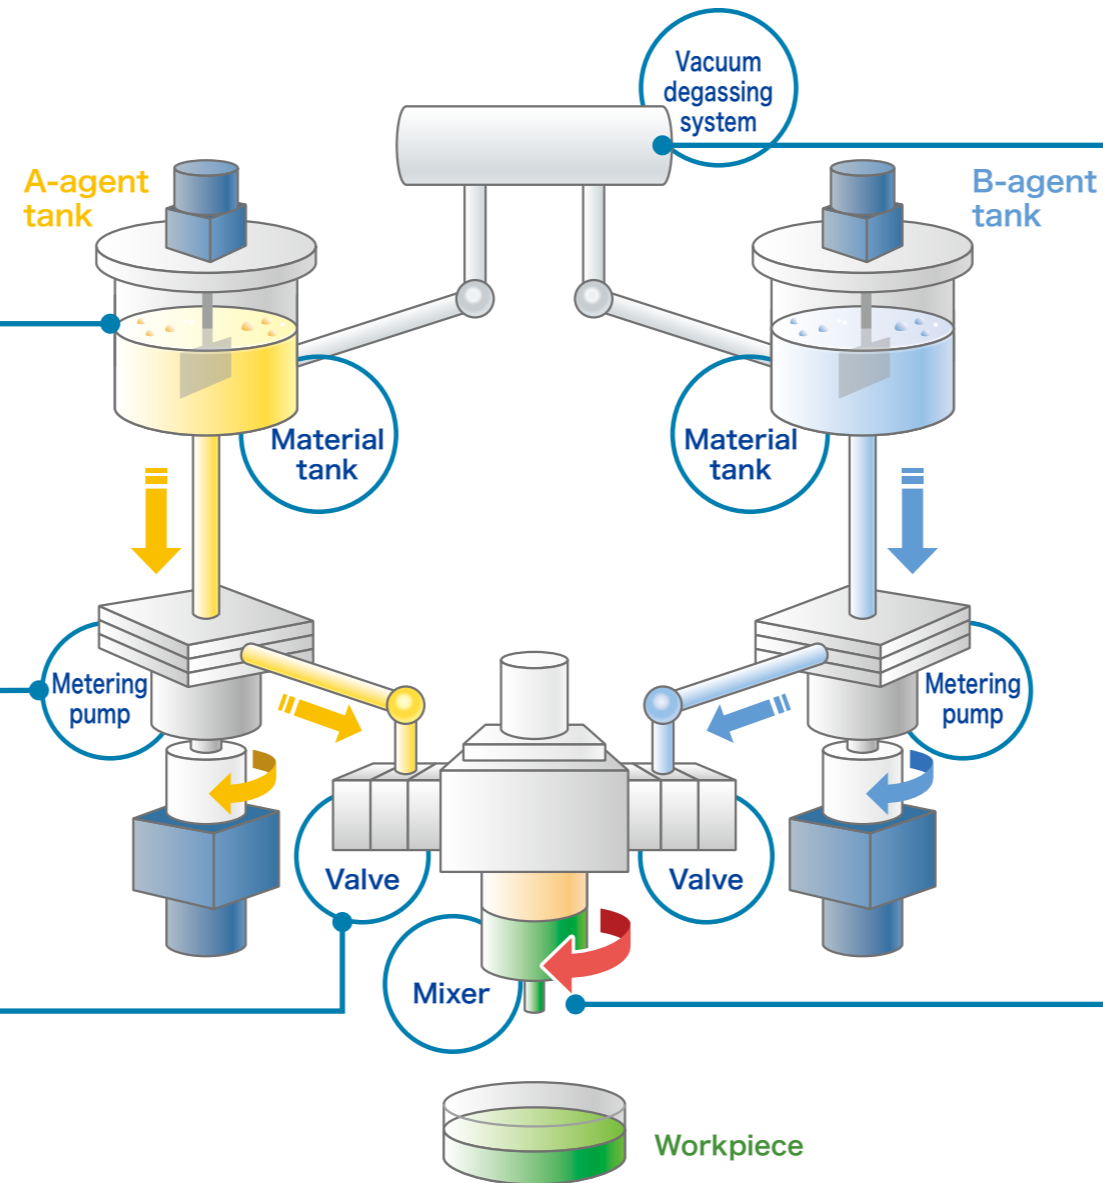 Vacuum
degassing
system
A-agent
tank
B-agent
tank
Material
tank
Material
tank
Metering
pump
Metering
pump
Valve
Valve
Mixer
Workpiece